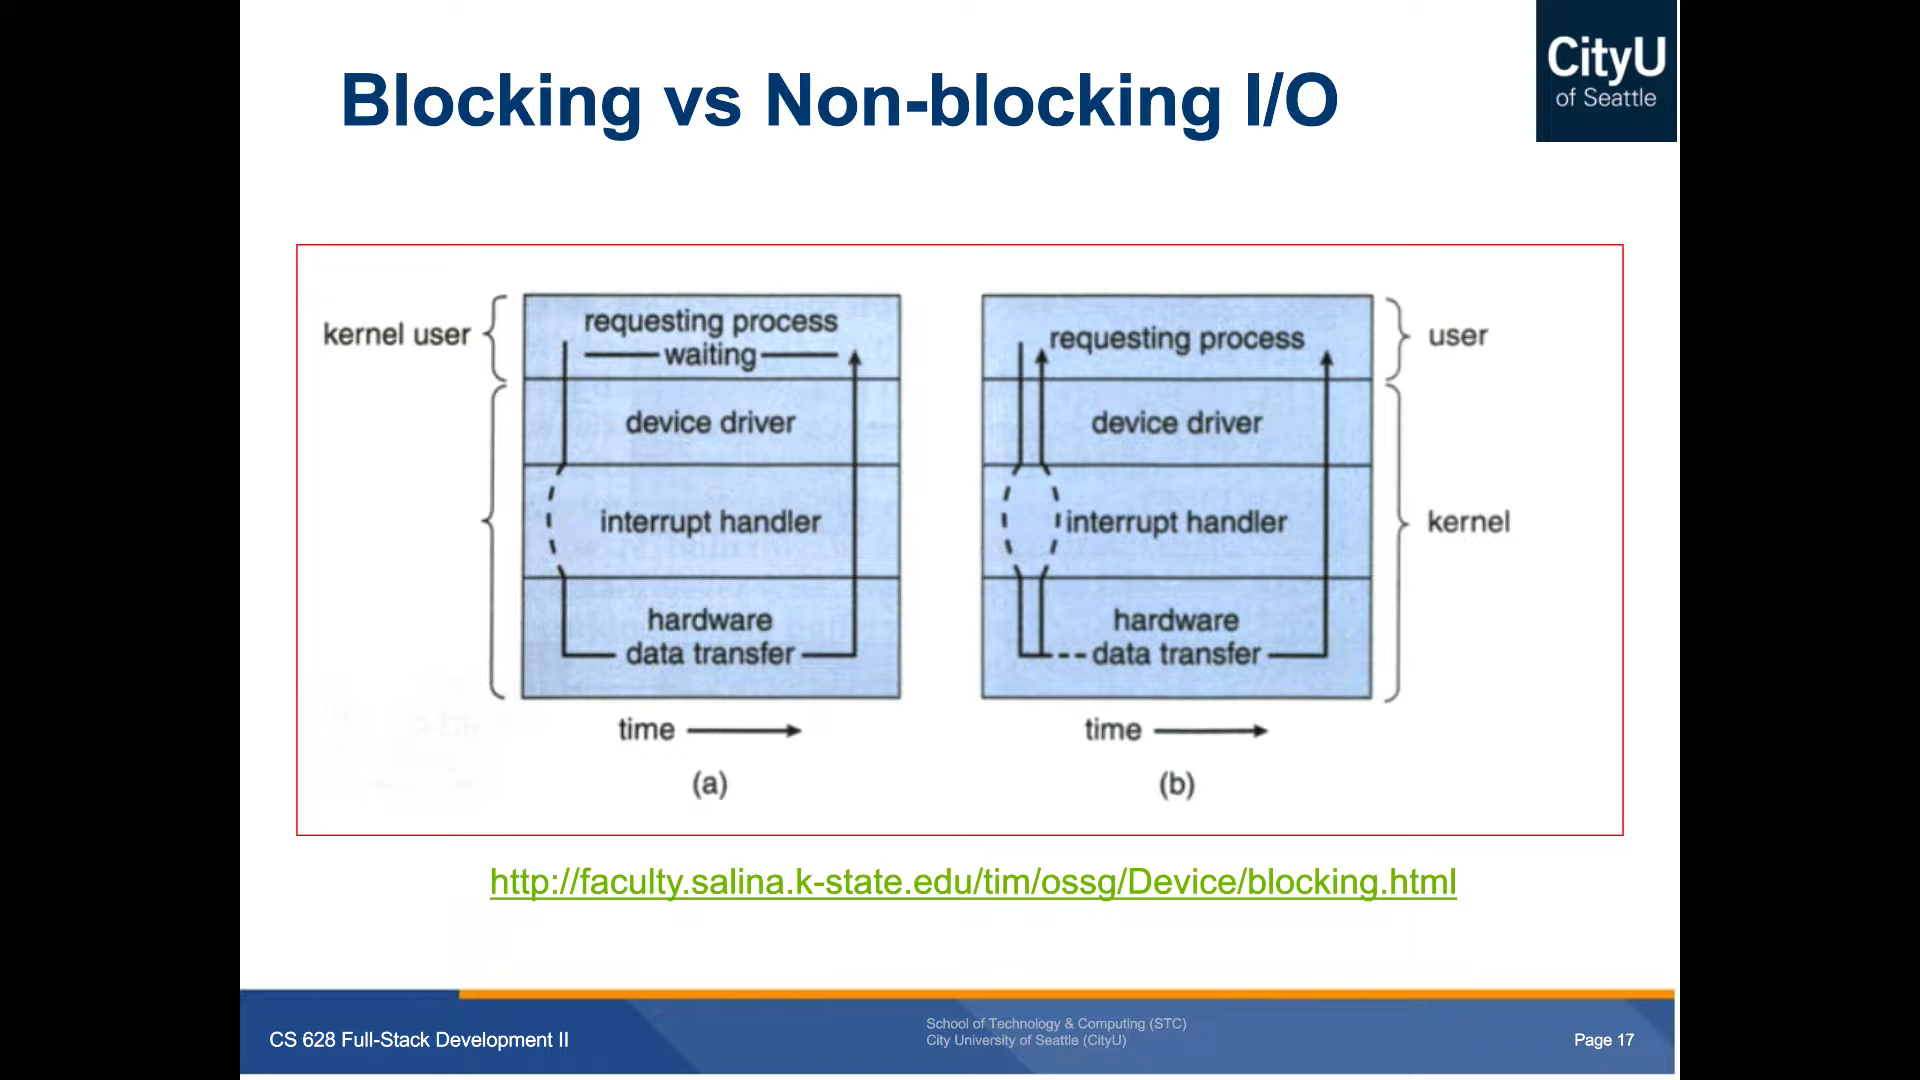 Blocking vs Non-blocking I/O
CityU
of Seattle
kernel user
requesting process
waiting
device driver
interrupt handler
hardware
data transfer
time
(a)
requesting process
device driver
interrupt handler
hardware
data transfer
time
(b)
user
kernel
http://faculty.salina.k-state.edu/tim/ossg/Device/blocking.html
CS 628 Full-Stack Development II
School of Technology & Computing (STC)
City University of Seattle (CityU)
Page 17